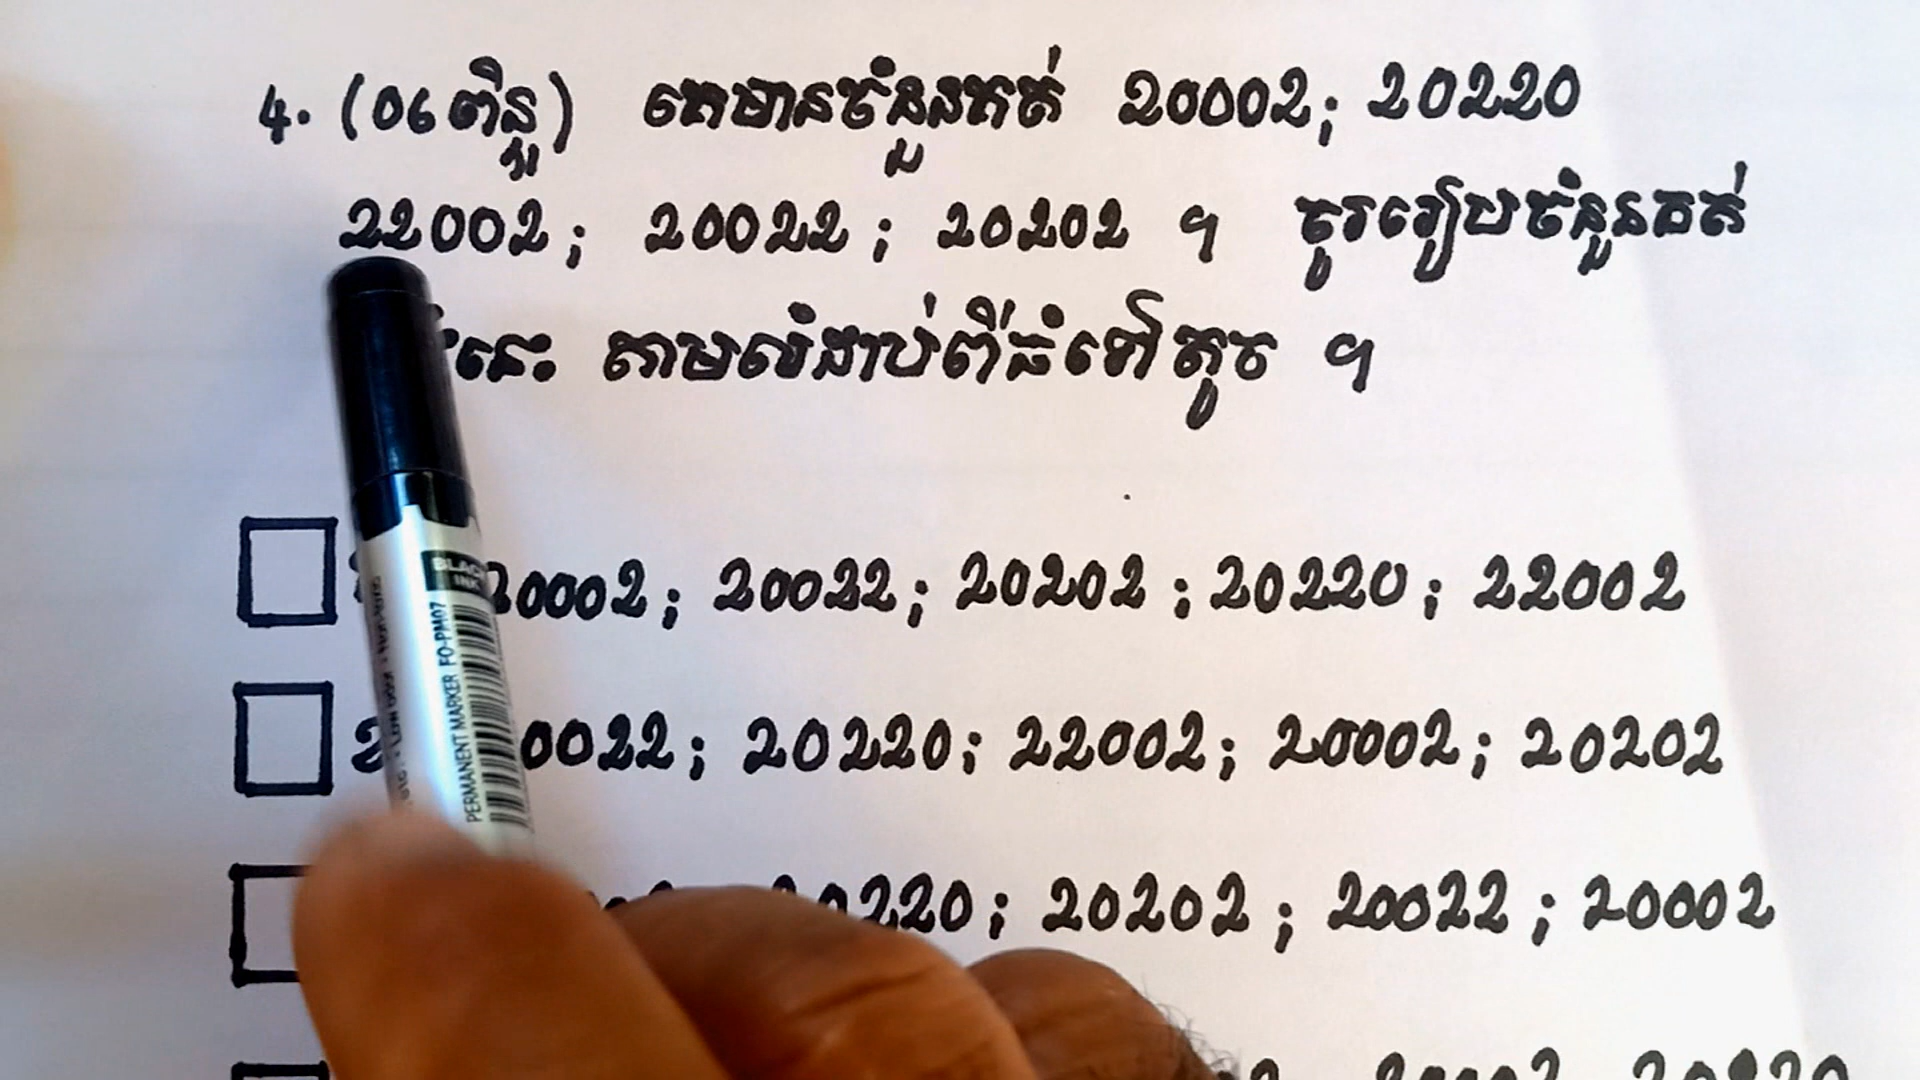 4. (06 ពិន្ទុ) គេមានចំនួនគត់ 20002; 20220
22002; 20022; 20202 ។ ចូររៀបចំនួនគត់
នេះ តាមលំដាប់ពីធំទៅតូច ។
20002; 20022; 20202; 20220; 22002
0022; 20220; 22002; 20002; 20202
20220; 20202; 20022; 20002
BLACK INK
PERMANENT MARKER FO-PM07